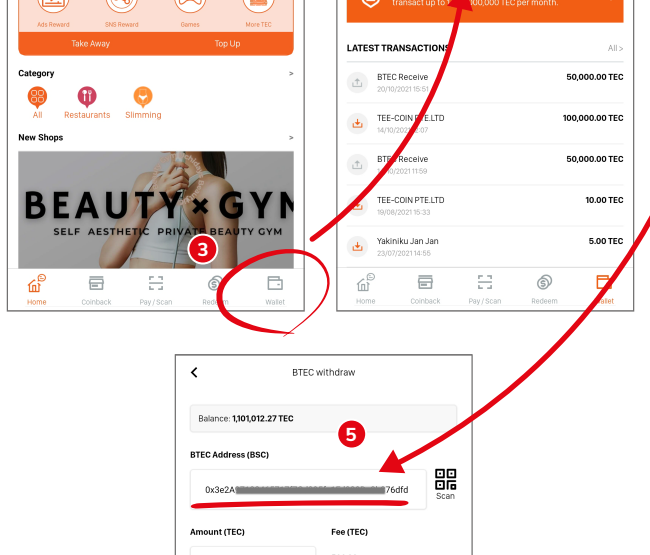 Ads Reward SNS Reward Games More TEC
Take Away Top Up
Category >
All Restaurants Slimming
New Shops >
BEAUTY × GYM
SELF AESTHETIC PRIVATE BEAUTY GYM
3
Home Coinback Pay / Scan Redeem Wallet
transact up to 100,000 TEC per month.
LATEST TRANSACTIONS All >
BTEC Receive 50,000.00 TEC
20/10/2021 15:51
TEE-COIN PTE.LTD 100,000.00 TEC
14/10/2021
BTEC Receive 50,000.00 TEC
/2021 11:59
TEE-COIN PTE.LTD 10.00 TEC
19/08/2021 15:33
Yakiniku Jan Jan 5.00 TEC
23/07/2021 14:55
Home Coinback Pay / Scan Redeem Wallet
BTEC withdraw
Balance: 1,101,012.27 TEC
5
BTEC Address (BSC)
0x3e2A 76dfd
Scan
Amount (TEC) Fee (TEC)